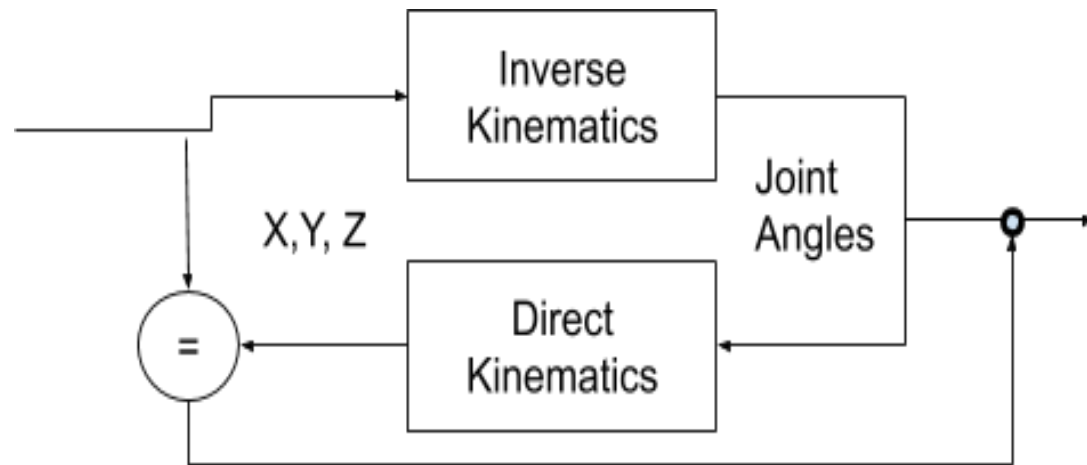 Inverse
Kinematics
Joint
Angles
X,Y, Z
Direct
Kinematics
=